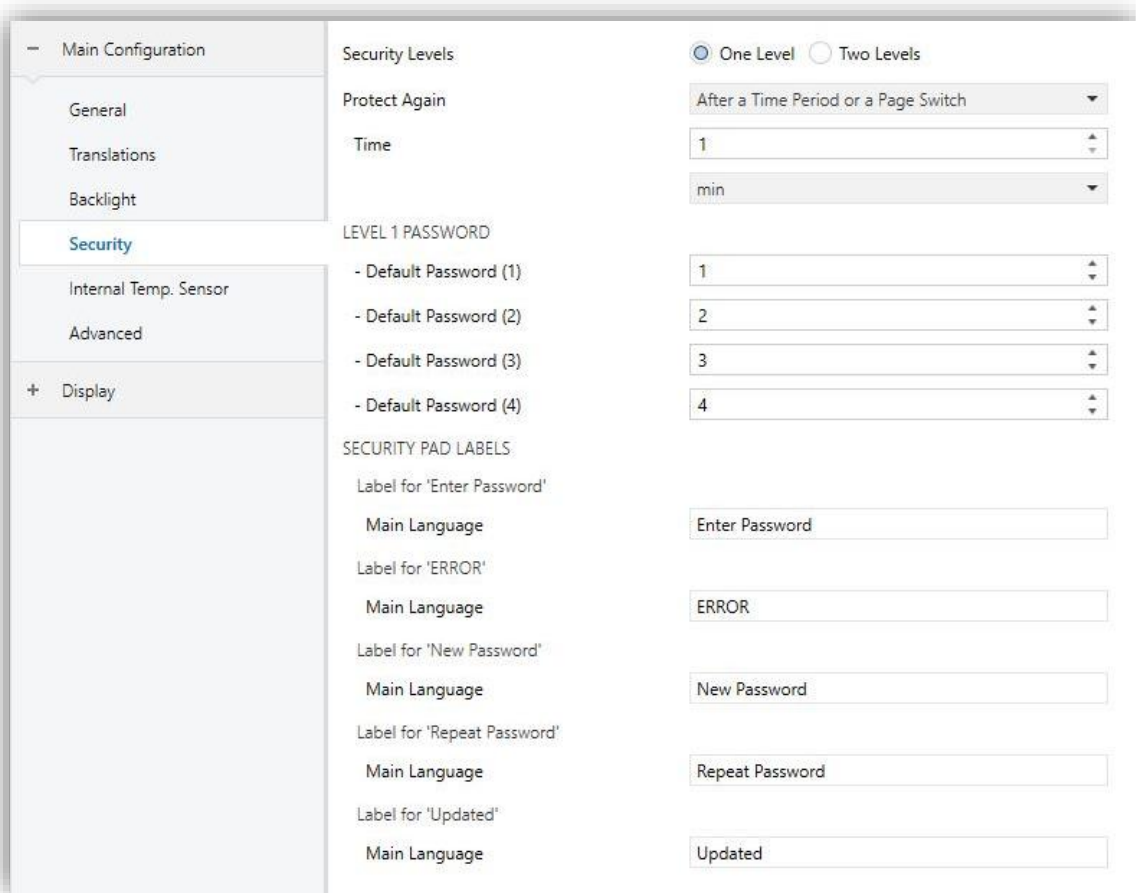 Main Configuration
General
Translations
Backlight
Security
Internal Temp. Sensor
Advanced
Display
Security Levels One Level Two Levels
Protect Again After a Time Period or a Page Switch
Time 1
min
LEVEL 1 PASSWORD
- Default Password (1) 1
- Default Password (2) 2
- Default Password (3) 3
- Default Password (4) 4
SECURITY PAD LABELS
Label for 'Enter Password'
Main Language Enter Password
Label for 'ERROR'
Main Language ERROR
Label for 'New Password'
Main Language New Password
Label for 'Repeat Password'
Main Language Repeat Password
Label for 'Updated'
Main Language Updated